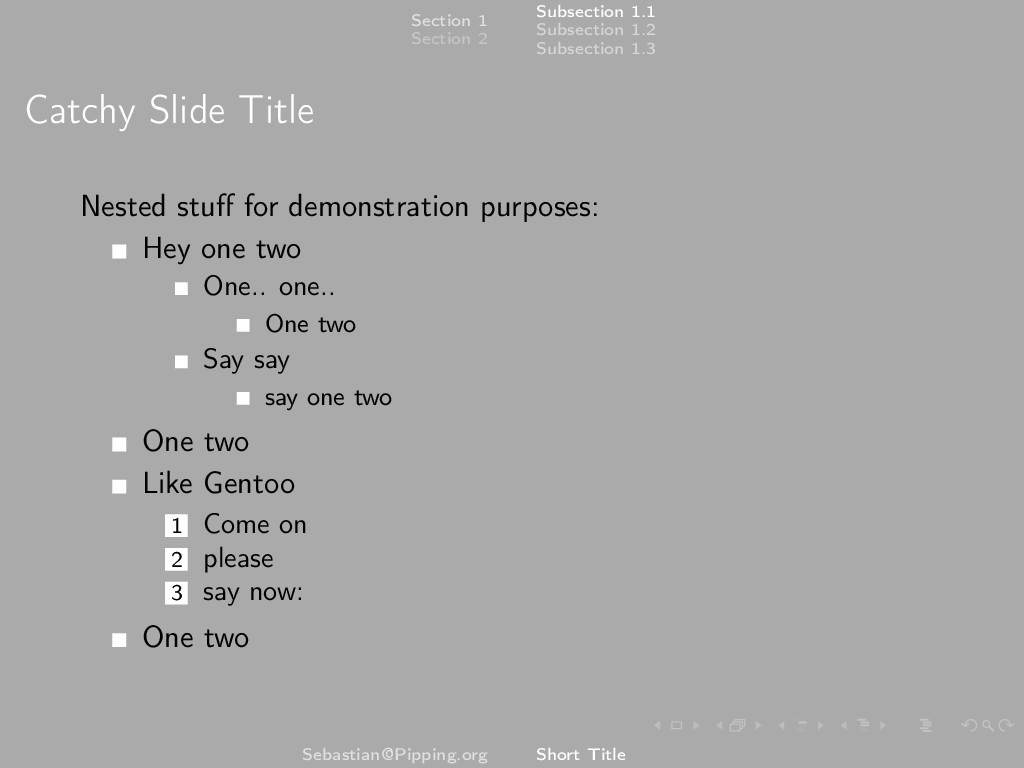 Section 1
Section 2
Subsection 1.1
Subsection 1.2
Subsection 1.3
Catchy Slide Title
Nested stuff for demonstration purposes:
Hey one two
One.. one..
One two
Say say
say one two
One two
Like Gentoo
1 Come on
2 please
3 say now:
One two
Sebastian@Pipping.org
Short Title